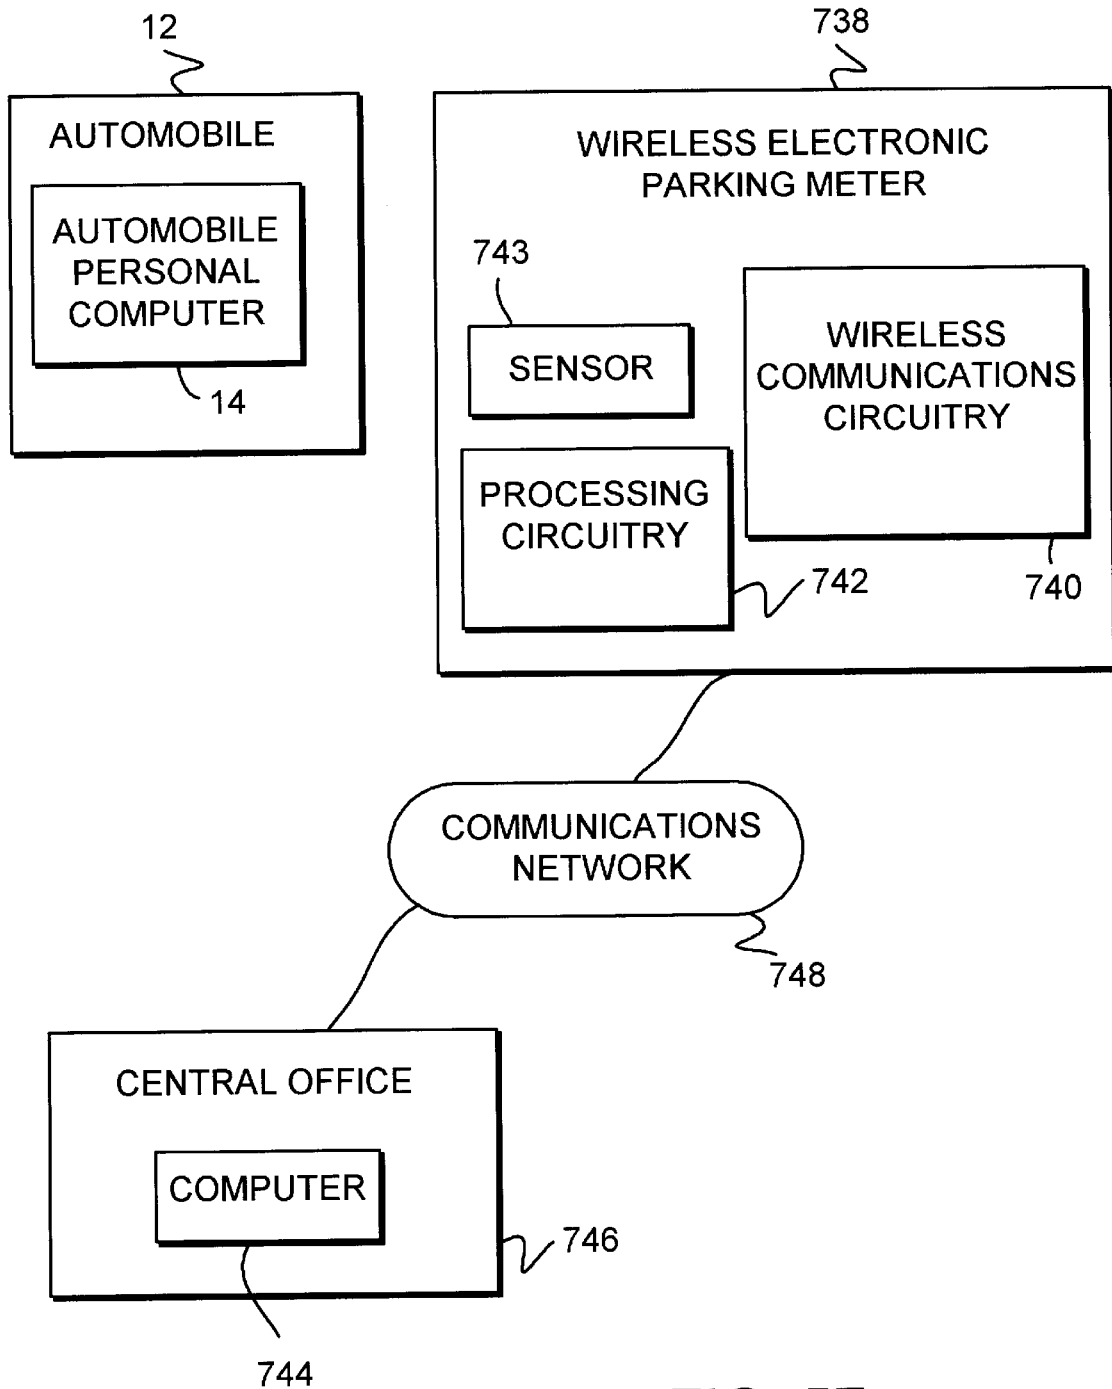 12
738
AUTOMOBILE
AUTOMOBILE
PERSONAL
COMPUTER
14
WIRELESS ELECTRONIC
PARKING METER
743
SENSOR
WIRELESS
COMMUNICATIONS
CIRCUITRY
PROCESSING
CIRCUITRY
742
740
COMMUNICATIONS
NETWORK
748
CENTRAL OFFICE
COMPUTER
746
744